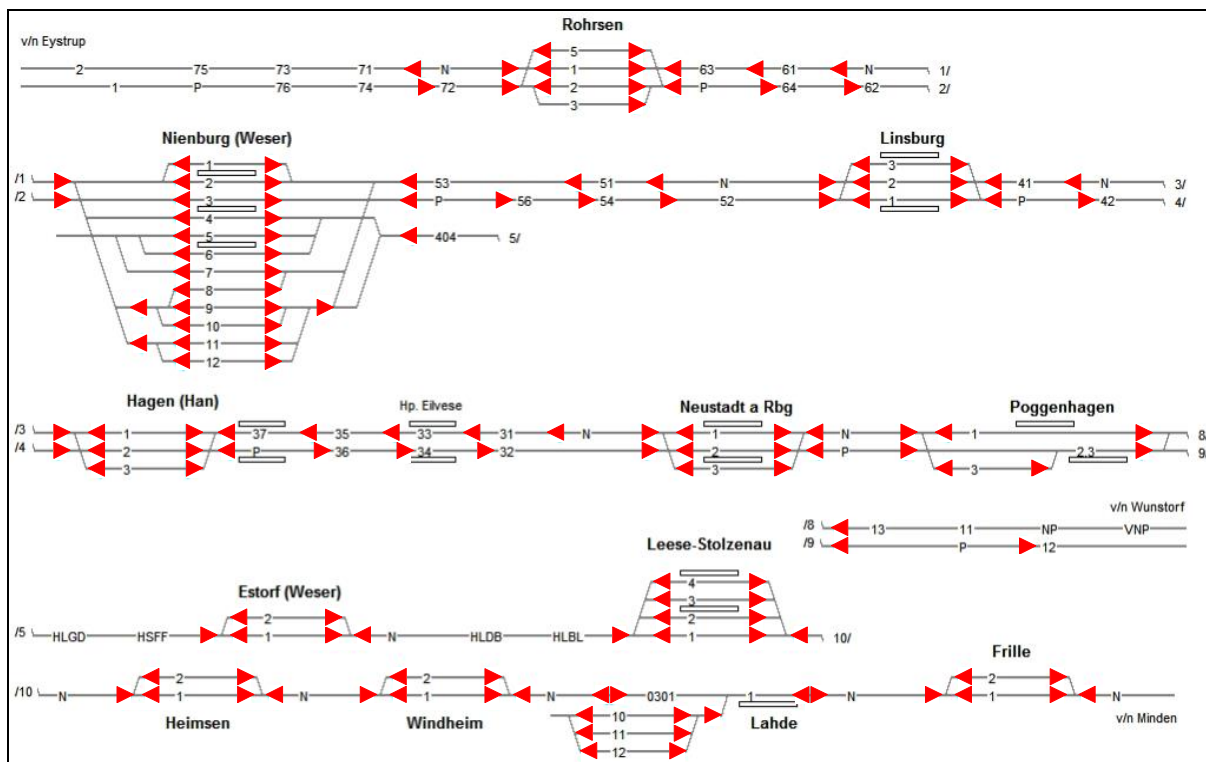 Rohrsen
v/n Eystrup
5
2 75 73 71 N 1 63 61 N 1/
1 P 76 74 72 2 P 64 62 2/
3
Nienburg (Weser) Linsburg
1 3
/1 2 53 51 N 2 41 N 3/
/2 3 P 56 54 52 1 P 42 4/
4
5 404 5/
6
7
8
9
10
11
12
Hagen (Han) Hp. Eilvese Neustadt a Rbg Poggenhagen
/3 1 37 35 33 31 N 1 N 1 8/
/4 2 P 36 34 32 2 P 2.3 9/
3 3 3
v/n Wunstorf
/8 13 11 NP VNP
/9 P 12
Leese-Stolzenau
4
3
Estorf (Weser)
2 2
/5 HLGD HSFF 1 N HLDB HLBL 1 10/
Frille
2 2 2
/10 N 1 N 1 N 0301 1 N 1 N
10
Heimsen Windheim Lahde v/n Minden
11
12